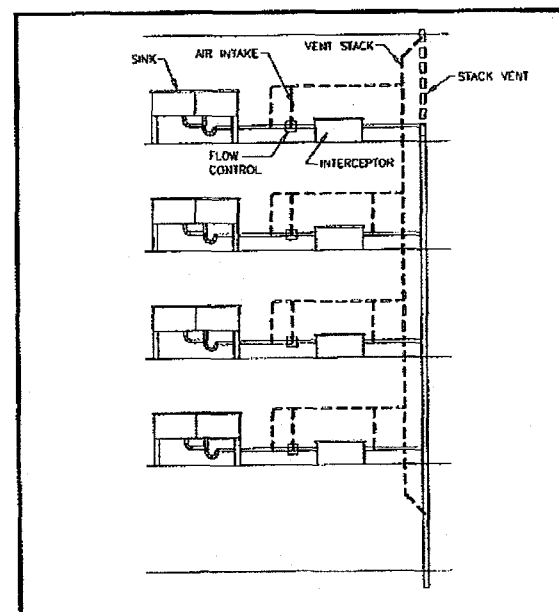 VENT STACK
AIR INTAKE
SINK
STACK VENT
FLOW
CONTROL
INTERCEPTOR